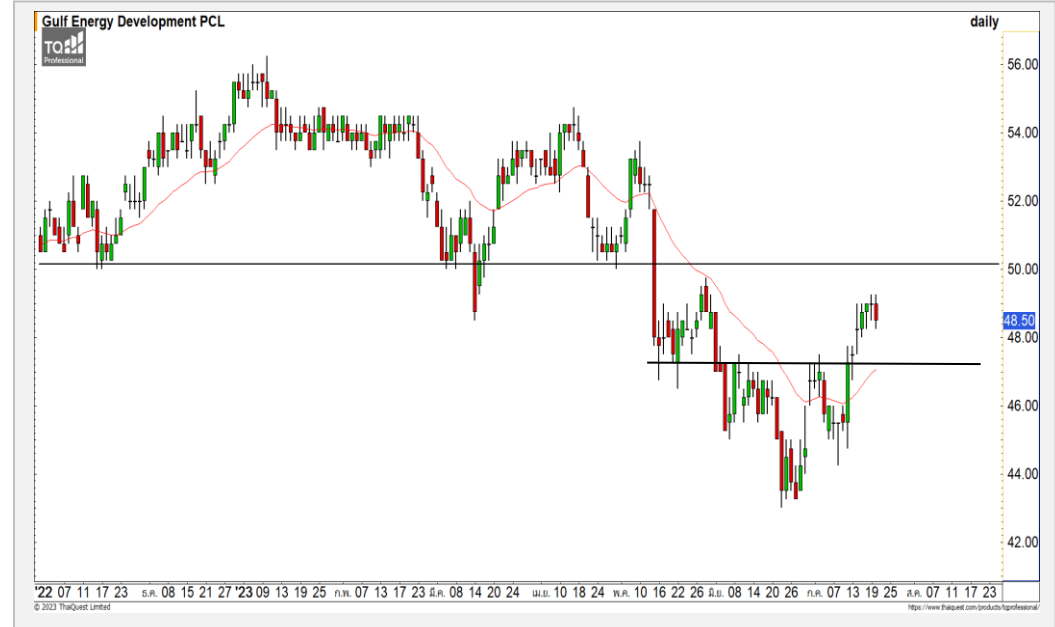 Gulf Energy Development PCL
daily
TQ
Professional
56.00
54.00
52.00
50.00
48.50
48.00
46.00
44.00
42.00
'22 07 11 17 23 ธ.ค. 08 15 21 27 '23 09 13 19 25 ก.พ. 07 13 17 23 มี.ค. 08 14 20 24 เม.ย. 10 18 24 พ.ค. 10 16 22 26 มิ.ย. 08 14 20 26 ก.ค. 07 13 19 25 ส.ค. 07 11 17 23
© 2023 ThaiQuest Limited
https://www.thaiquest.com/products/tqprofessional/